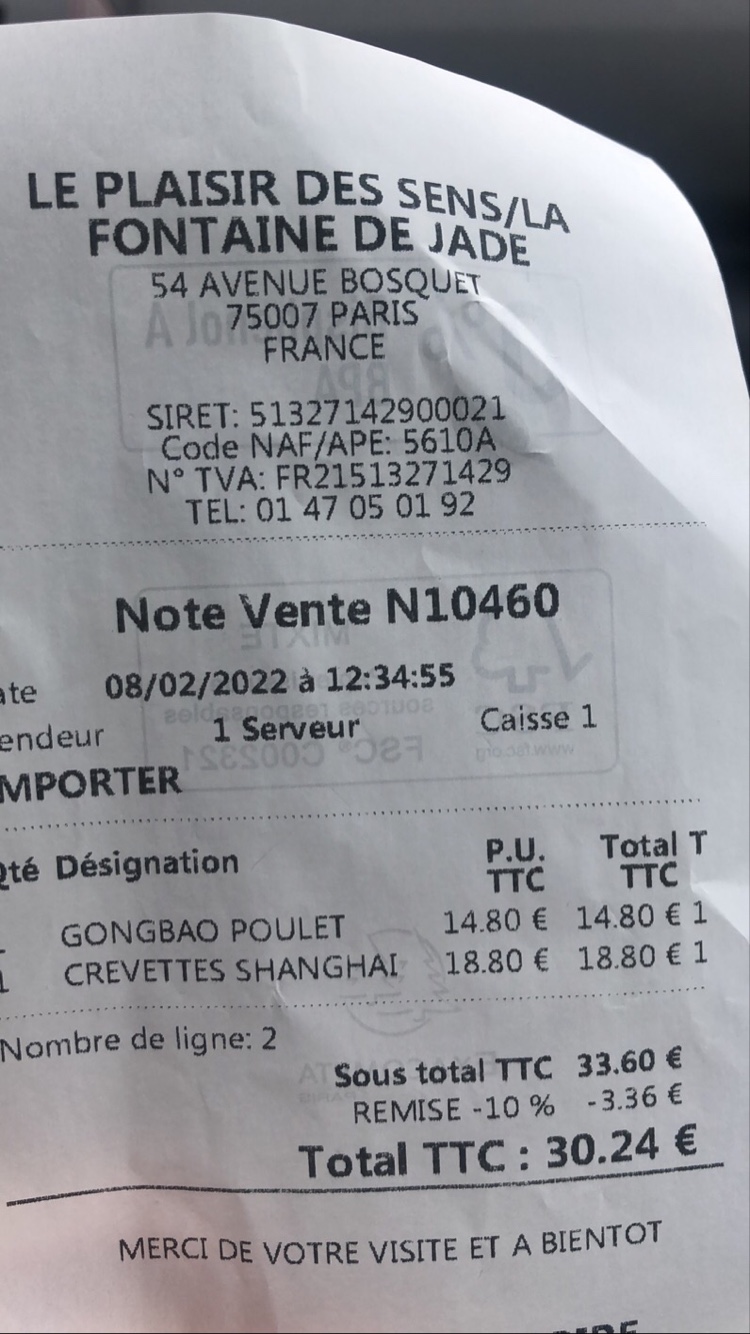 LE PLAISIR DES SENS/LA
FONTAINE DE JADE
54 AVENUE BOSQUET
75007 PARIS
FRANCE
SIRET: 51327142900021
Code NAF/APE: 5610A
N° TVA: FR21513271429
TEL: 01 47 05 01 92
Note Vente N10460
ate 08/02/2022 à 12:34:55
endeur 1 Serveur Caisse 1
MPORTER
Qté Désignation P.U. TTC Total TTC T
GONGBAO POULET 14.80 € 14.80 € 1
1 CREVETTES SHANGHAI 18.80 € 18.80 € 1
Nombre de ligne: 2
Sous total TTC 33.60 €
REMISE -10 % -3.36 €
Total TTC : 30.24 €
MERCI DE VOTRE VISITE ET A BIENTOT